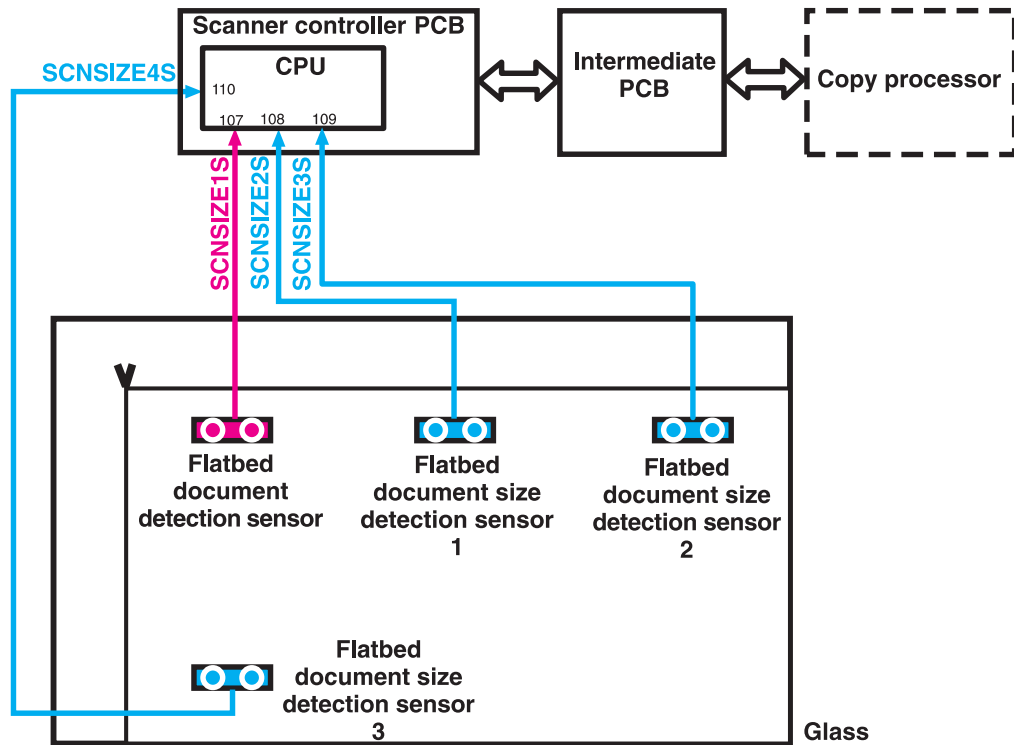 Scanner controller PCB
CPU
SCNSIZE4S
110
107
108
109
Intermediate
PCB
Copy processor
SCNSIZE1S
SCNSIZE2S
SCNSIZE3S
Flatbed
document
detection sensor
Flatbed
document size
detection sensor
1
Flatbed
document size
detection sensor
2
Flatbed
document size
detection sensor
3
Glass